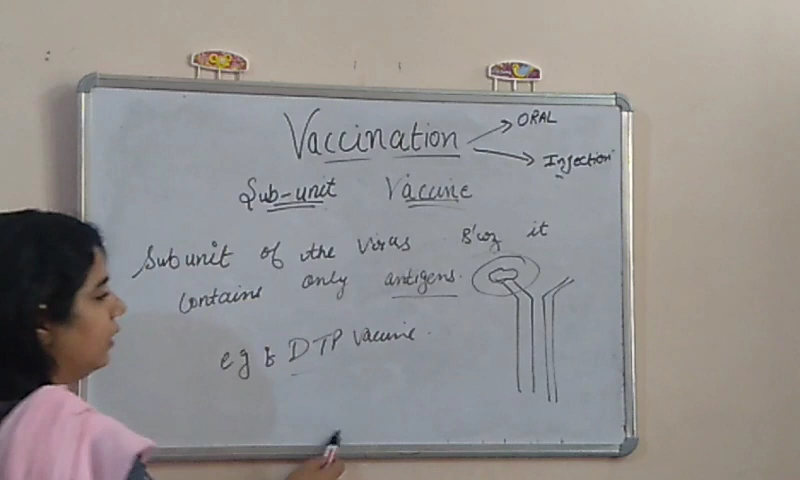 Vaccination
ORAL
Injection
Sub-unit Vaccine
Subunit of the Virus B'coz it
contains only antigens.
eg: DTP Vaccine.